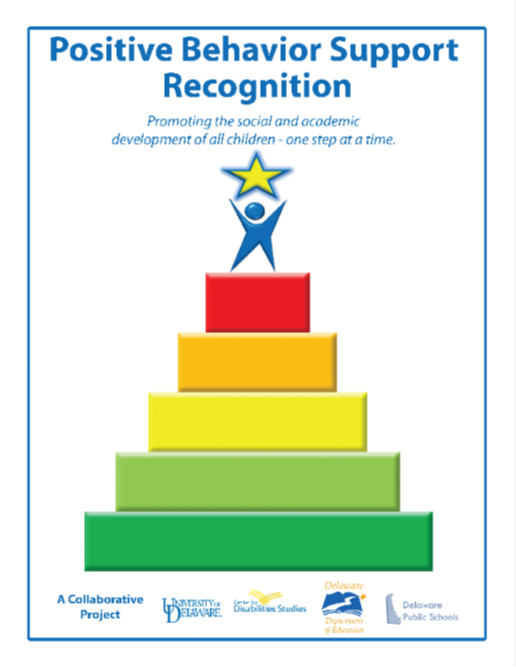 Positive Behavior Support
Recognition
Promoting the social and academic
development of all children - one step at a time.
A Collaborative
Project
UNIVERSITY OF
DELAWARE
Center for
Disabilities Studies
Delaware
Department
of Education
Delaware
Public Schools